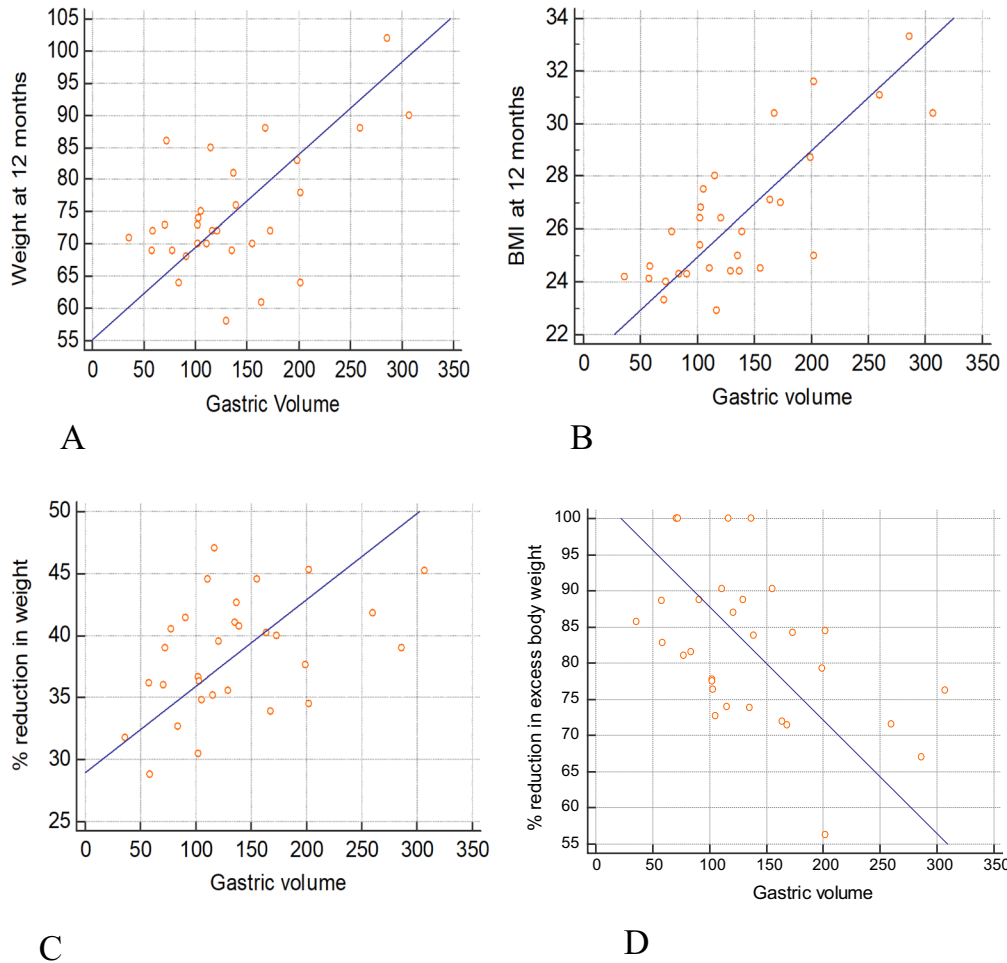 A
105
100
95
90
85
80
75
70
65
60
55
Weight at 12 months
0 50 100 150 200 250 300 350
Gastric Volume
34
32
30
28
26
24
22
BMI at 12 months
0 50 100 150 200 250 300 350
Gastric volume
B
50
45
40
35
30
25
% reduction in weight
0 50 100 150 200 250 300 350
Gastric volume
C
100
95
90
85
80
75
70
65
60
55
% reduction in excess body weight
0 50 100 150 200 250 300 350
Gastric volume
D